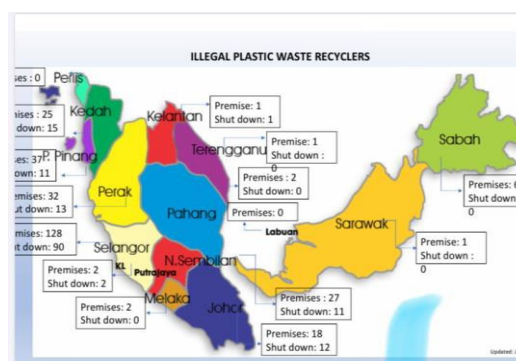 ILLEGAL PLASTIC WASTE RECYCLERS
ses : 0
Perlis
Kedah
mises : 25
t down: 15
P. Pinang
ses: 37
own: 11
Perak
mises: 32
t down: 13
mises: 128
ut down: 90
Selangor
KL
Putrajaya
Premises: 2
Shut down: 2
Kelantan
Premise: 1
Shut down: 1
Terengganu
Premise: 1
Shut down :
0
Premises : 2
Shut down: 0
Pahang
Premises: 0
Labuan
N.Sembilan
Premises : 27
Shut down: 11
Melaka
Premises: 2
Shut down: 0
Johor
Premises: 18
Shut down: 12
Sabah
Premises: 6
Shut down:
0
Sarawak
Premise: 1
Shut down :
0
Updated: